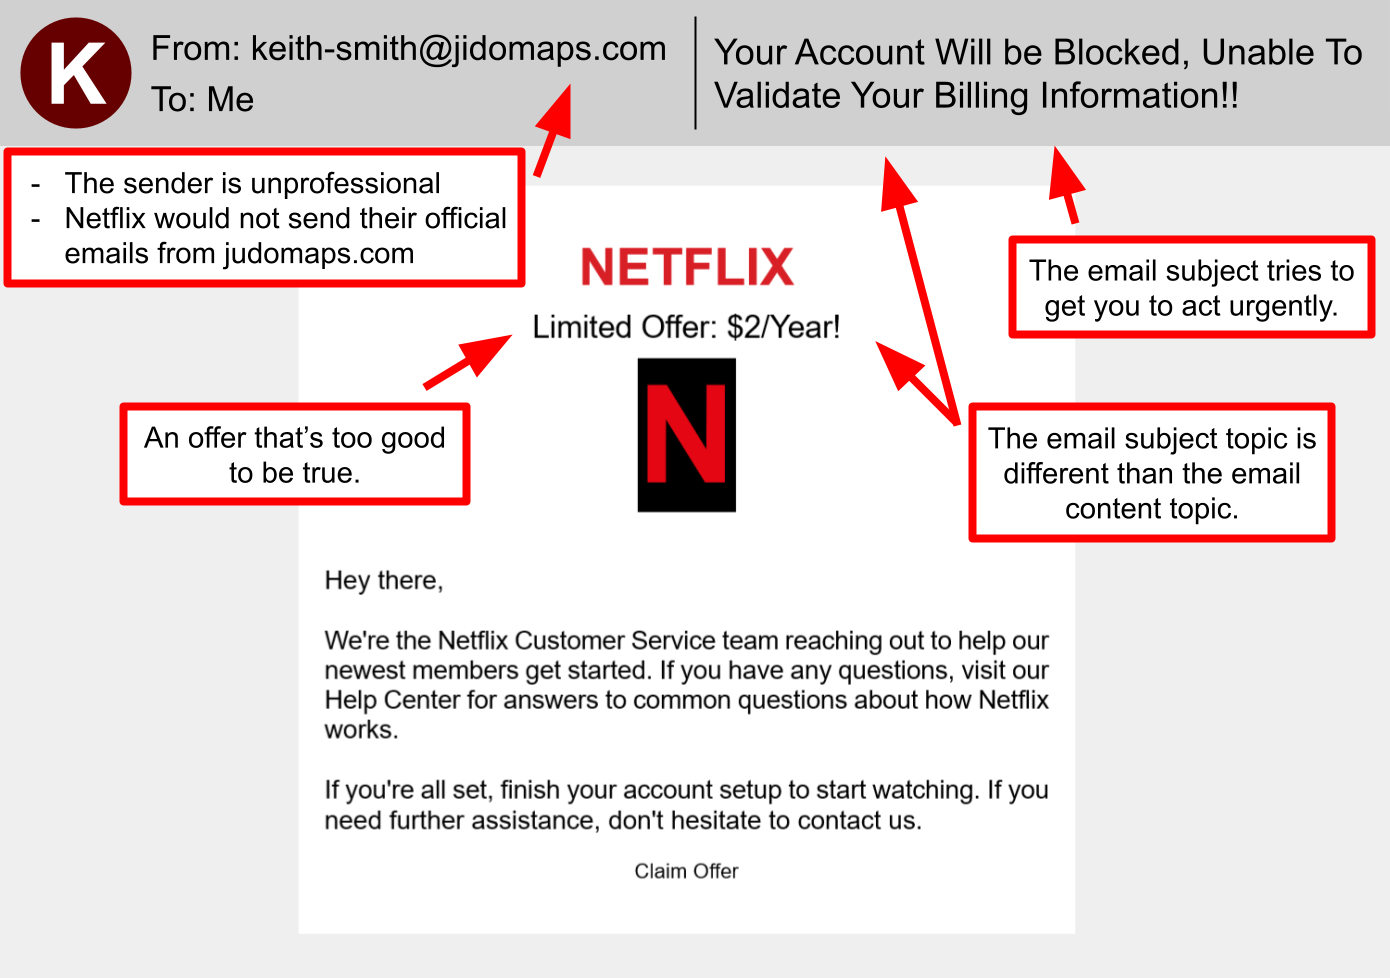 K
From: keith-smith@jidomaps.com
To: Me
Your Account Will be Blocked, Unable To
Validate Your Billing Information!!
- The sender is unprofessional
- Netflix would not send their official
emails from judomaps.com
The email subject tries to
get you to act urgently.
NETFLIX
Limited Offer: $2/Year!
N
An offer that's too good
to be true.
The email subject topic is
different than the email
content topic.
Hey there,
We're the Netflix Customer Service team reaching out to help our
newest members get started. If you have any questions, visit our
Help Center for answers to common questions about how Netflix
works.
If you're all set, finish your account setup to start watching. If you
need further assistance, don't hesitate to contact us.
Claim Offer